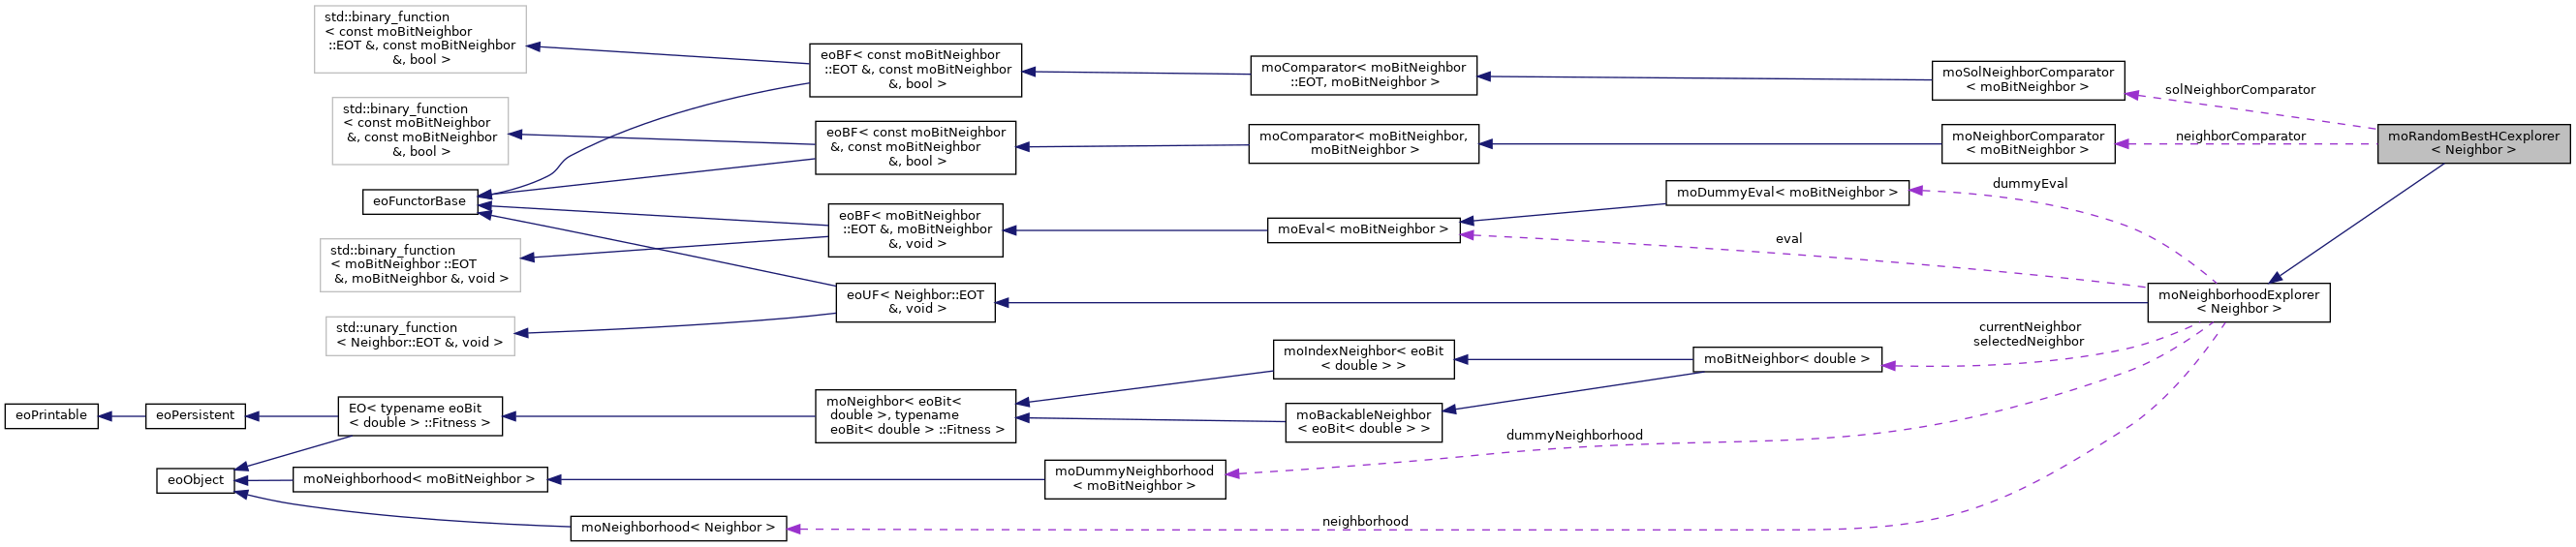 std::binary_function
< const moBitNeighbor
::EOT &, const moBitNeighbor
&, bool >
eoBF< const moBitNeighbor
::EOT &, const moBitNeighbor
&, bool >
moComparator< moBitNeighbor
::EOT, moBitNeighbor >
moSolNeighborComparator
< moBitNeighbor >
solNeighborComparator
std::binary_function
< const moBitNeighbor
&, const moBitNeighbor
&, bool >
eoBF< const moBitNeighbor
&, const moBitNeighbor
&, bool >
moComparator< moBitNeighbor,
moBitNeighbor >
moNeighborComparator
< moBitNeighbor >
neighborComparator
moRandomBestHCexplorer
< Neighbor >
eoFunctorBase
eoBF< moBitNeighbor
::EOT &, moBitNeighbor
&, void >
moEval< moBitNeighbor >
moDummyEval< moBitNeighbor >
dummyEval
eval
std::binary_function
< moBitNeighbor ::EOT
&, moBitNeighbor &, void >
eoUF< Neighbor::EOT
&, void >
moNeighborhoodExplorer
< Neighbor >
std::unary_function
< Neighbor::EOT &, void >
currentNeighbor
selectedNeighbor
moIndexNeighbor< eoBit
< double > >
moBitNeighbor< double >
eoPrintable
eoPersistent
EO< typename eoBit
< double > ::Fitness >
moNeighbor< eoBit<
double >, typename
eoBit< double > ::Fitness >
moBackableNeighbor
< eoBit< double > >
dummyNeighborhood
eoObject
moNeighborhood< moBitNeighbor >
moDummyNeighborhood
< moBitNeighbor >
moNeighborhood< Neighbor >
neighborhood